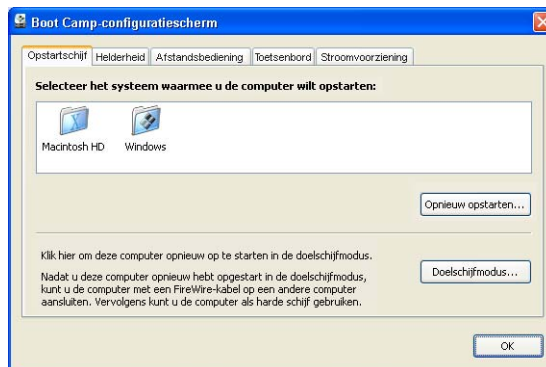 Boot Camp-configuratiescherm
Opstartschijf Helderheid Afstandsbediening Toetsenbord Stroomvoorziening
Selecteer het systeem waarmee u de computer wilt opstarten:
Macintosh HD Windows
Opnieuw opstarten...
Klik hier om deze computer opnieuw op te starten in de doelschijfmodus.
Nadat u deze computer opnieuw hebt opgestart in de doelschijfmodus,
kunt u de computer met een FireWire-kabel op een andere computer
aansluiten. Vervolgens kunt u de computer als harde schijf gebruiken.
Doelschijfmodus...
OK